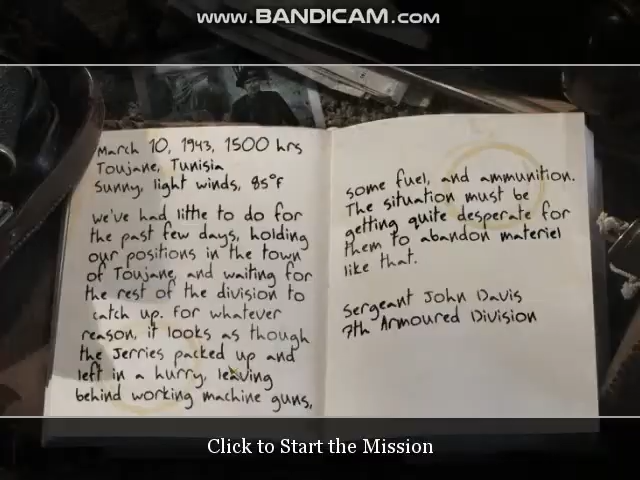 www.BANDICAM.com
March 10, 1943, 1500 hrs
Toujane, Tunisia
Sunny, light winds, 85°F
we've had little to do for
the past few days, holding
our positions in the town
of Toujane, and waiting for
the rest of the division to
catch up. For whatever
reason, it looks as though
the Jerries packed up and
left in a hurry, leaving
behind working machine guns,
some fuel, and ammunition.
The situation must be
getting quite desperate for
them to abandon materiel
like that.
Sergeant John Davis
7th Armoured Division
Click to Start the Mission